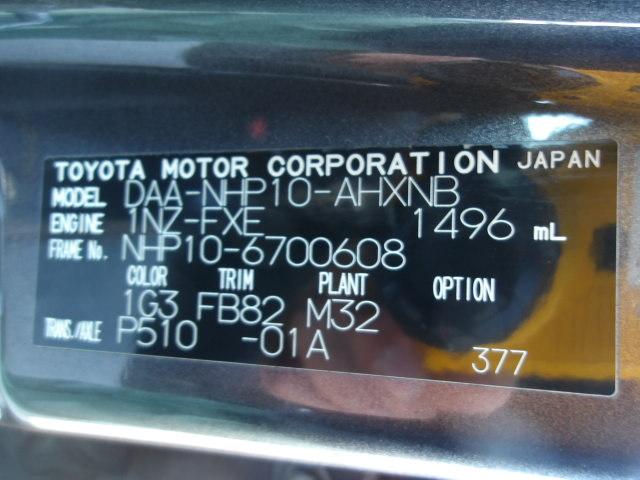 TOYOTA MOTOR CORPORATION JAPAN
MODEL DAA-NHP10-AHXNB
ENGINE 1NZ-FXE 1496 mL
FRAME No. NHP10-6700608
COLOR TRIM PLANT OPTION
1G3 FB82 M32
TRANS./AXLE P510 -01A
377